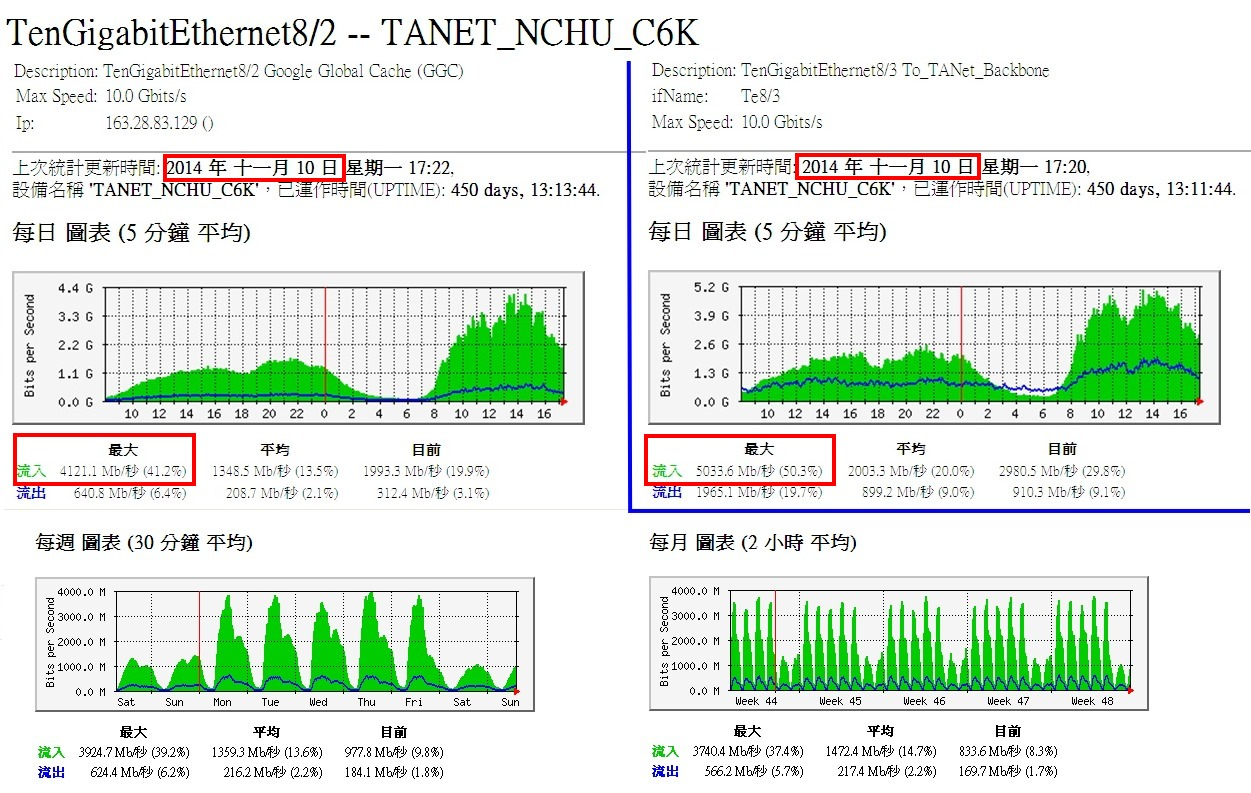 TenGigabitEthernet8/2 -- TANET_NCHU_C6K
Description: TenGigabitEthernet8/2 Google Global Cache (GGC)
Max Speed: 10.0 Gbits/s
Ip: 163.28.83.129 ()
上次統計更新時間: 2014 年 十一月 10 日 星期一 17:22,
設備名稱 'TANET_NCHU_C6K'，已運作時間(UPTIME): 450 days, 13:13:44.
每日 圖表 (5 分鐘 平均)
Bits per Second
4.4 G
3.3 G
2.2 G
1.1 G
0.0 G
10 12 14 16 18 20 22 0 2 4 6 8 10 12 14 16
最大 平均 目前
流入 4121.1 Mb/秒 (41.2%) 1348.5 Mb/秒 (13.5%) 1993.3 Mb/秒 (19.9%)
流出 640.8 Mb/秒 (6.4%) 208.7 Mb/秒 (2.1%) 312.4 Mb/秒 (3.1%)
Description: TenGigabitEthernet8/3 To_TANet_Backbone
ifName: Te8/3
Max Speed: 10.0 Gbits/s
上次統計更新時間: 2014 年 十一月 10 日 星期一 17:20,
設備名稱 'TANET_NCHU_C6K'，已運作時間(UPTIME): 450 days, 13:11:44.
每日 圖表 (5 分鐘 平均)
Bits per Second
5.2 G
3.9 G
2.6 G
1.3 G
0.0 G
10 12 14 16 18 20 22 0 2 4 6 8 10 12 14 16
最大 平均 目前
流入 5033.6 Mb/秒 (50.3%) 2003.3 Mb/秒 (20.0%) 2980.5 Mb/秒 (29.8%)
流出 1965.1 Mb/秒 (19.7%) 899.2 Mb/秒 (9.0%) 910.3 Mb/秒 (9.1%)
每週 圖表 (30 分鐘 平均)
Bits per Second
4000.0 M
3000.0 M
2000.0 M
1000.0 M
0.0 M
Sat Sun Mon Tue Wed Thu Fri Sat Sun
最大 平均 目前
流入 3924.7 Mb/秒 (39.2%) 1359.3 Mb/秒 (13.6%) 977.8 Mb/秒 (9.8%)
流出 624.4 Mb/秒 (6.2%) 216.2 Mb/秒 (2.2%) 184.1 Mb/秒 (1.8%)
每月 圖表 (2 小時 平均)
Bits per Second
4000.0 M
3000.0 M
2000.0 M
1000.0 M
0.0 M
Week 44 Week 45 Week 46 Week 47 Week 48
最大 平均 目前
流入 3740.4 Mb/秒 (37.4%) 1472.4 Mb/秒 (14.7%) 833.6 Mb/秒 (8.3%)
流出 566.2 Mb/秒 (5.7%) 217.4 Mb/秒 (2.2%) 169.7 Mb/秒 (1.7%)